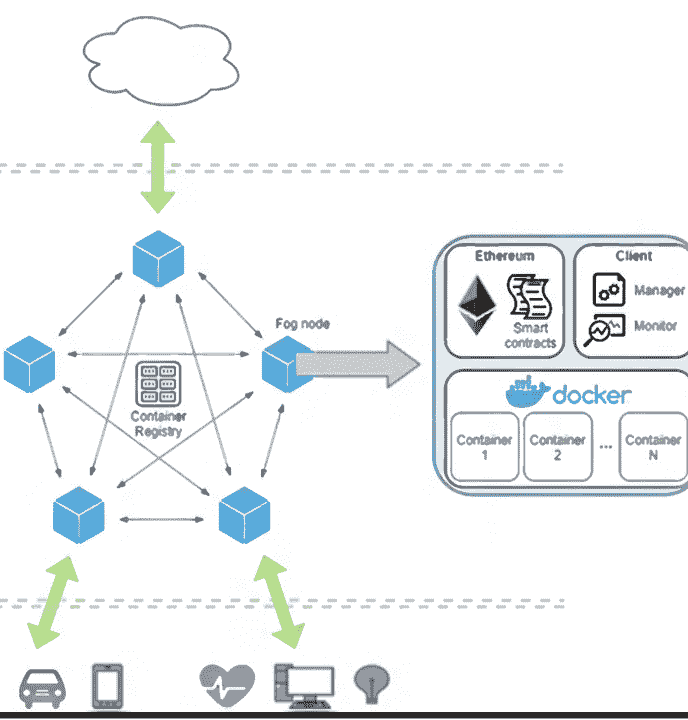 Ethereum
Client
Smart
contracts
Manager
Monitor
Fog node
docker
Container
Registry
Container
1
Container
2
...
Container
N